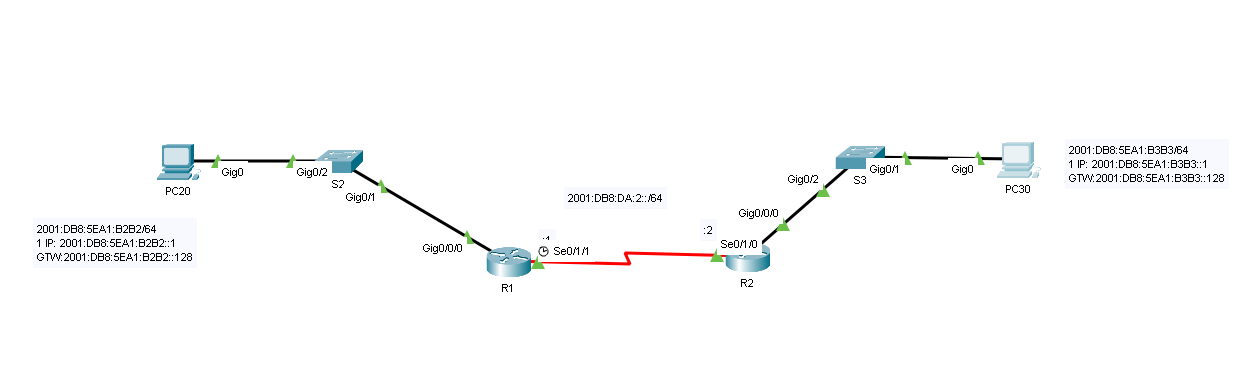 PC20
Gig0
Gig0/2
S2
Gig0/1
2001:DB8:5EA1:B2B2/64
1 IP: 2001:DB8:5EA1:B2B2::1
GTW:2001:DB8:5EA1:B2B2::128
Gig0/0/0
R1
Se0/1/1
2001:DB8:DA:2::/64
:2
Se0/1/0
R2
Gig0/0/0
Gig0/2
S3
Gig0/1
Gig0
PC30
2001:DB8:5EA1:B3B3/64
1 IP: 2001:DB8:5EA1:B3B3::1
GTW:2001:DB8:5EA1:B3B3::128